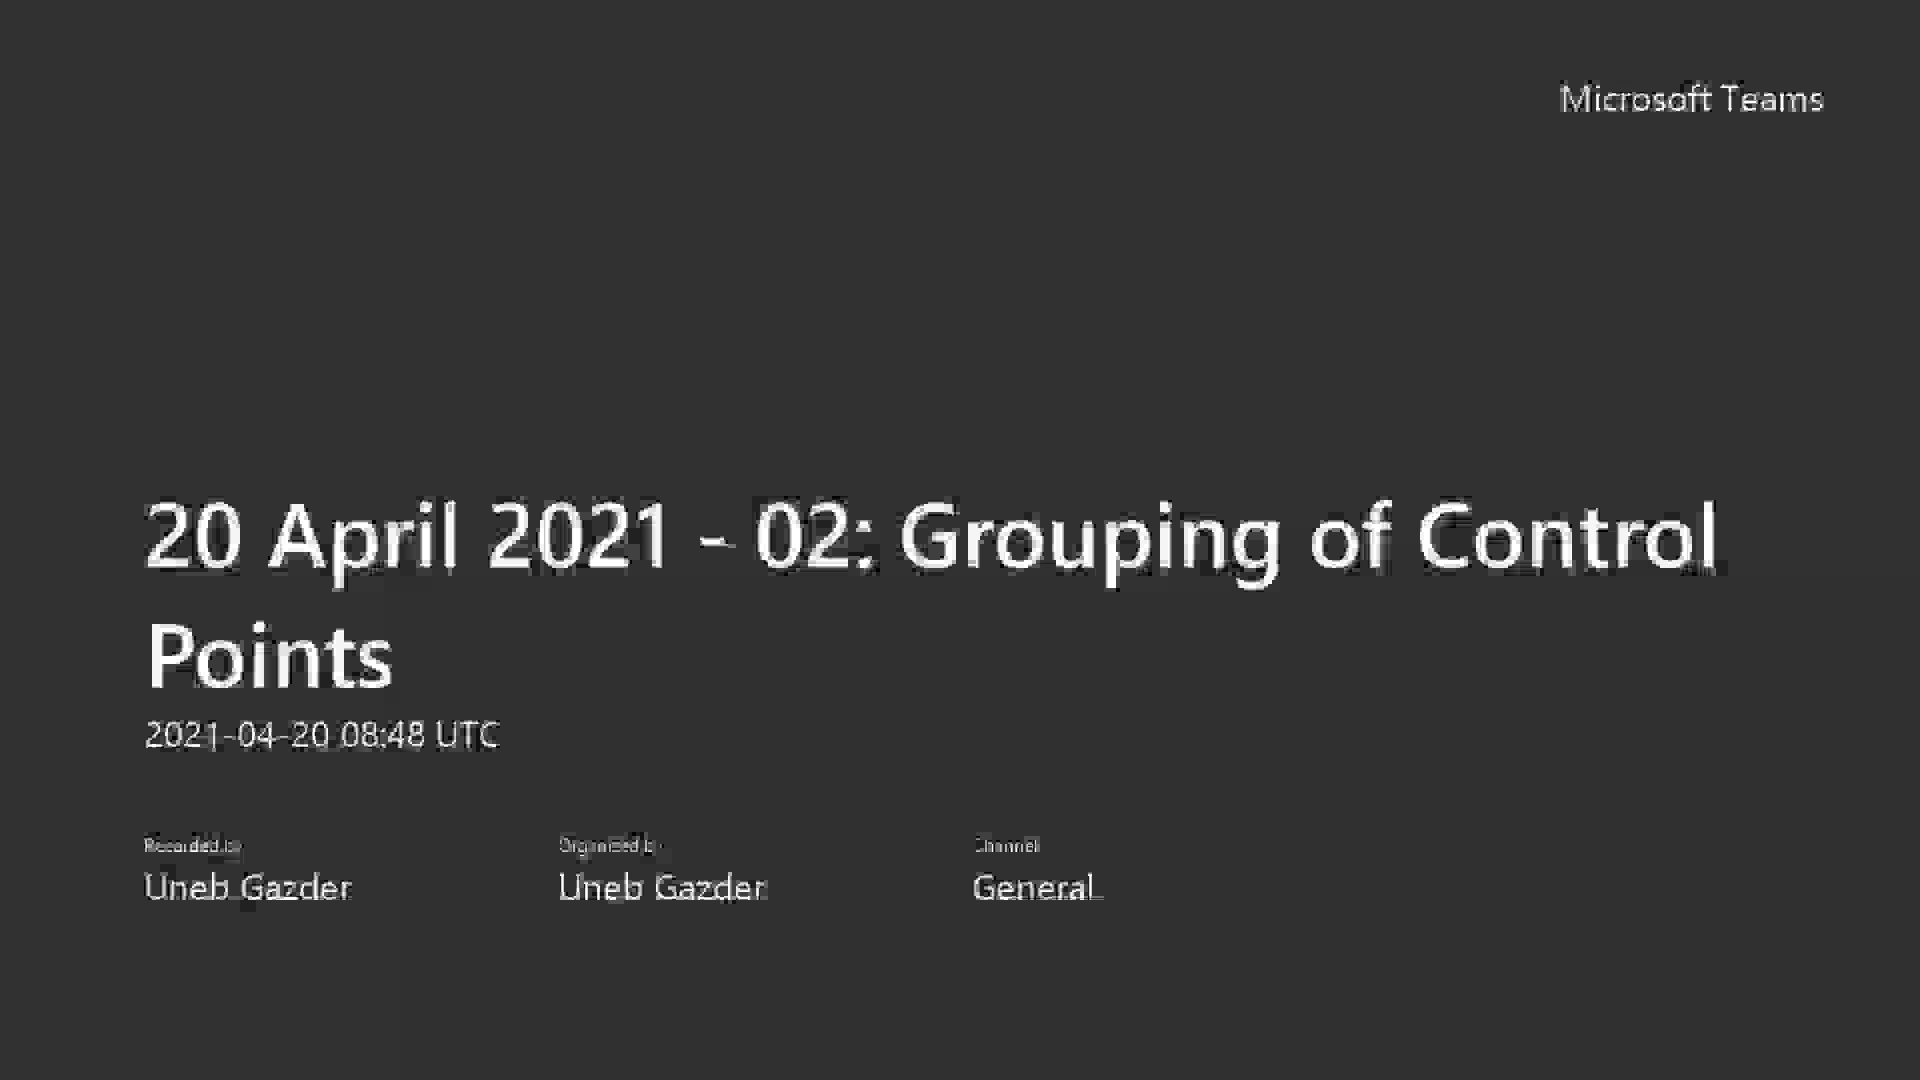 Microsoft Teams
20 April 2021 - 02: Grouping of Control
Points
2021-04-20 08:48 UTC
Recorded by Organized by Channel
Uneb Gazder Uneb Gazder General